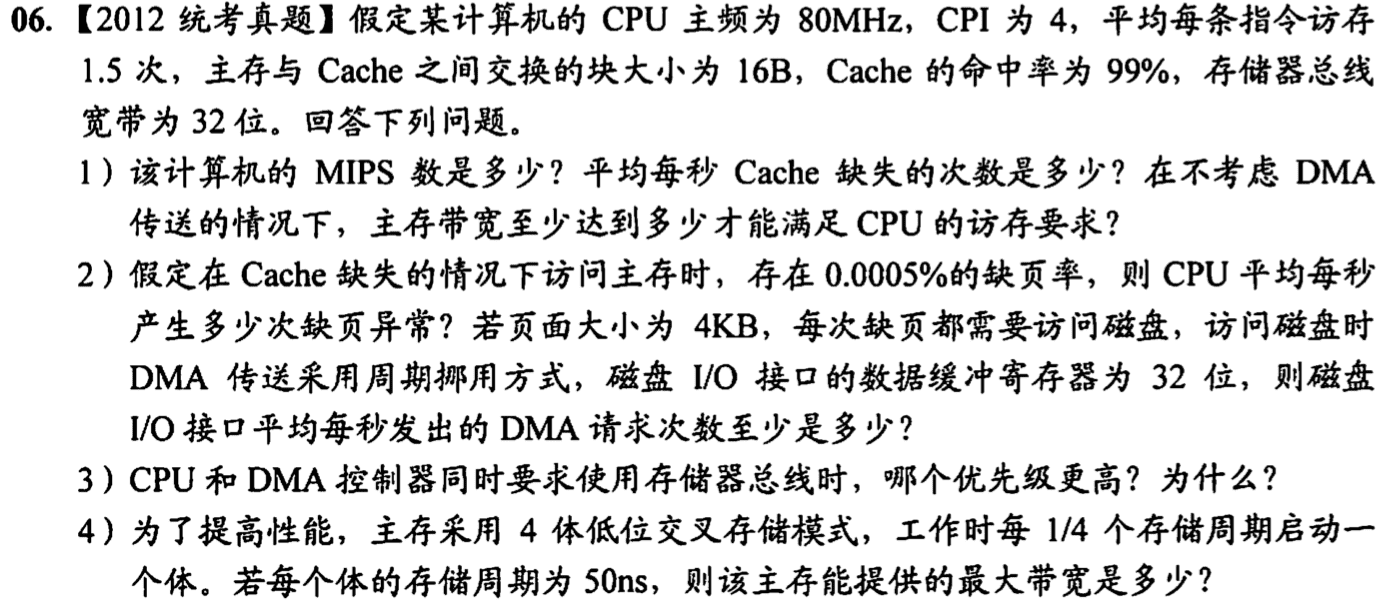 06. 【2012 统考真题】假定某计算机的 CPU 主频为 80MHz，CPI 为 4，平均每条指令访存
1.5 次，主存与 Cache 之间交换的块大小为 16B，Cache 的命中率为 99%，存储器总线
宽带为 32 位。回答下列问题。
1）该计算机的 MIPS 数是多少？平均每秒 Cache 缺失的次数是多少？在不考虑 DMA
传送的情况下，主存带宽至少达到多少才能满足 CPU 的访存要求？
2）假定在 Cache 缺失的情况下访问主存时，存在 0.0005%的缺页率，则 CPU 平均每秒
产生多少次缺页异常？若页面大小为 4KB，每次缺页都需要访问磁盘，访问磁盘时
DMA 传送采用周期挪用方式，磁盘 I/O 接口的数据缓冲寄存器为 32 位，则磁盘
I/O 接口平均每秒发出的 DMA 请求次数至少是多少？
3）CPU 和 DMA 控制器同时要求使用存储器总线时，哪个优先级更高？为什么？
4）为了提高性能，主存采用 4 体低位交叉存储模式，工作时每 1/4 个存储周期启动一
个体。若每个体的存储周期为 50ns，则该主存能提供的最大带宽是多少？